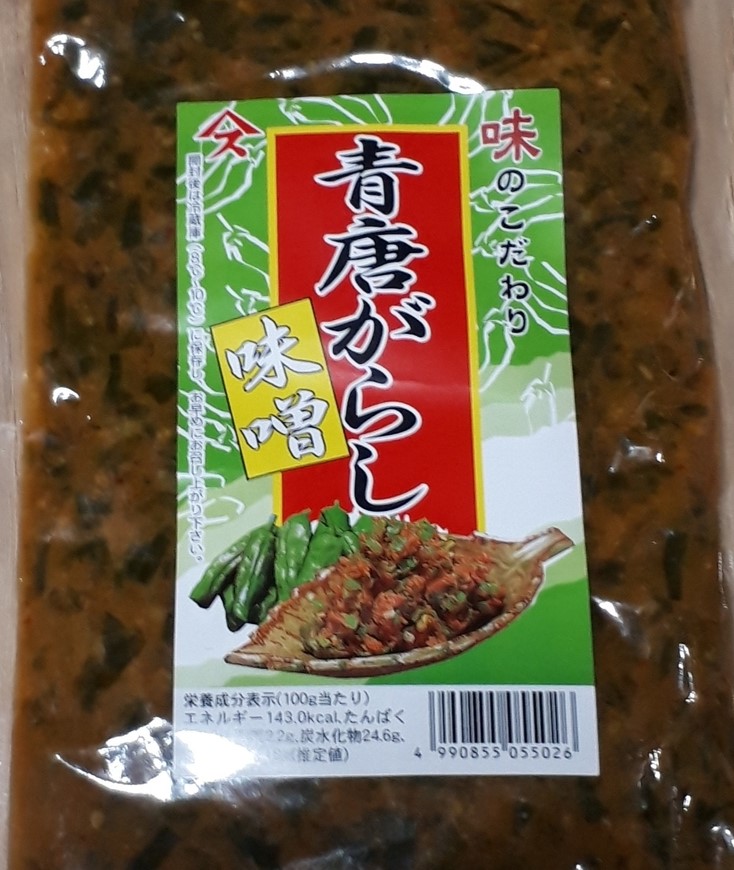 味のこだわり
青唐がらし
味噌
開封後は冷蔵庫(8℃~10℃)に保存し、お早めにお召し上がり下さい。
栄養成分表示(100g当たり)
エネルギー143.0kcal、たんぱく
2.2g、炭水化物24.6g、
(推定値)
4 990855 055026